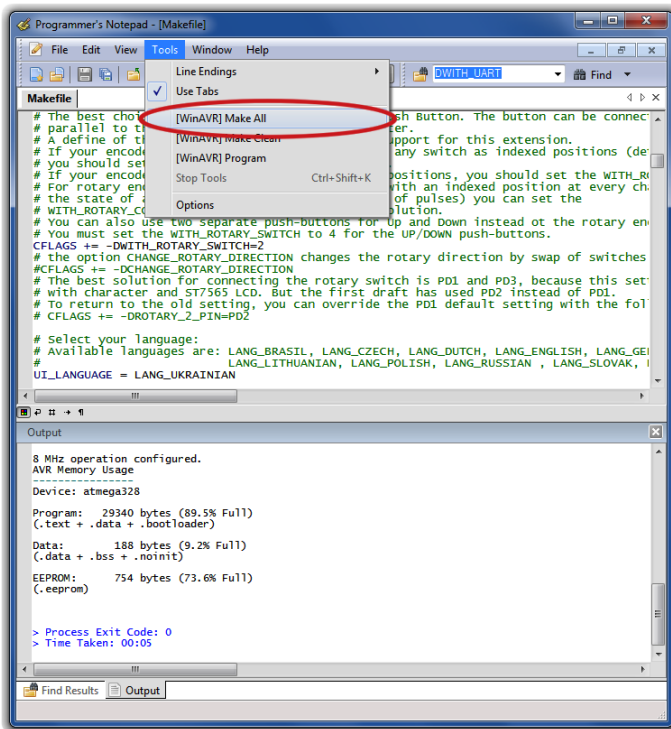 Programmer's Notepad - [Makefile]
File Edit View Tools Window Help
DWITH_UART Find
Line Endings
Use Tabs
[WinAVR] Make All
[WinAVR] Make Clean
[WinAVR] Program
Stop Tools Ctrl+Shift+K
Options
Makefile
# The best choi sh Button. The button can be connec
# parallel to th er.
# A define of th upport for this extension.
# If your encode any switch as indexed positions (de
# you should set
# If your encode positions, you should set the WITH_R
# For rotary en with an indexed position at every ch
# the state of a of pulses) you can set the
# WITH_ROTARY_CO lution.
# You can also use two separate push-buttons for Up and Down instead ot the rotary en
# You must set the WITH_ROTARY_SWITCH to 4 for the UP/DOWN push-buttons.
CFLAGS += -DWITH_ROTARY_SWITCH=2
# the option CHANGE_ROTARY_DIRECTION changes the rotary direction by swap of switches
#CFLAGS += -DCHANGE_ROTARY_DIRECTION
# The best solution for connecting the rotary switch is PD1 and PD3, because this set
# with character and ST7565 LCD. But the first draft has used PD2 instead of PD1.
# To return to the old setting, you can override the PD1 default setting with the fol
# CFLAGS += -DROTARY_2_PIN=PD2
# Select your language:
# Available languages are: LANG_BRASIL, LANG_CZECH, LANG_DUTCH, LANG_ENGLISH, LANG_GE
# LANG_LITHUANIAN, LANG_POLISH, LANG_RUSSIAN , LANG_SLOVAK,
UI_LANGUAGE = LANG_UKRAINIAN
Output
8 MHz operation configured.
AVR Memory Usage
----------------
Device: atmega328
Program: 29340 bytes (89.5% Full)
(.text + .data + .bootloader)
Data: 188 bytes (9.2% Full)
(.data + .bss + .noinit)
EEPROM: 754 bytes (73.6% Full)
(.eeprom)
> Process Exit Code: 0
> Time Taken: 00:05
Find Results Output